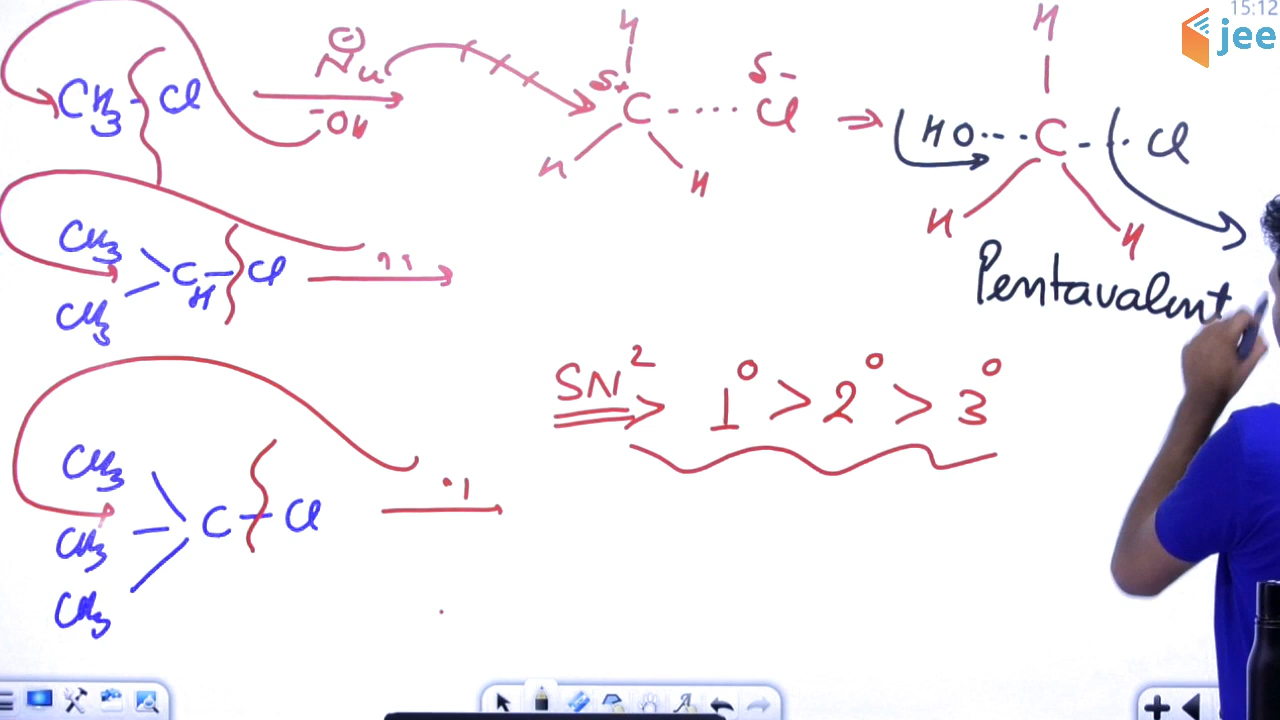 15:12
jee
CH3 - Cl
⊖
Nu
-OH
H
δ+
C ---- Cl
δ-
H
H
→
H
HO --- C --- Cl
H
H
Pentavalent
CH3
CH3
CH - Cl
"
SN2 ⇒ 1° > 2° > 3°
CH3
CH3
CH3
C - Cl
"